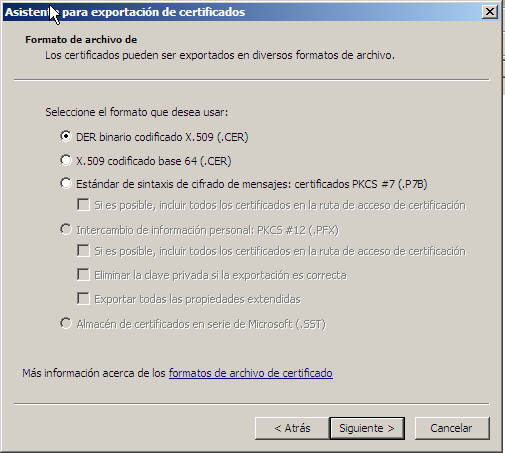 Asistente para exportación de certificados
Formato de archivo de
Los certificados pueden ser exportados en diversos formatos de archivo.
Seleccione el formato que desea usar:
DER binario codificado X.509 (.CER)
X.509 codificado base 64 (.CER)
Estándar de sintaxis de cifrado de mensajes: certificados PKCS #7 (.P7B)
Si es posible, incluir todos los certificados en la ruta de acceso de certificación
Intercambio de información personal: PKCS #12 (.PFX)
Si es posible, incluir todos los certificados en la ruta de acceso de certificación
Eliminar la clave privada si la exportación es correcta
Exportar todas las propiedades extendidas
Almacén de certificados en serie de Microsoft (.SST)
Más información acerca de los formatos de archivo de certificado
< Atrás
Siguiente >
Cancelar